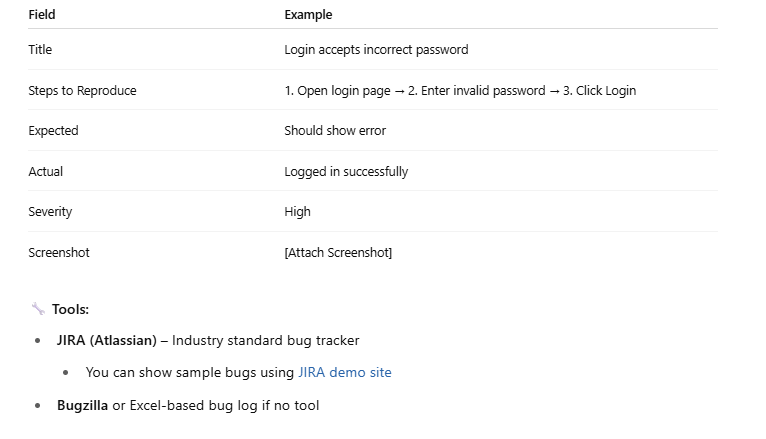 Field Example
Title Login accepts incorrect password
Steps to Reproduce 1. Open login page → 2. Enter invalid password → 3. Click Login
Expected Should show error
Actual Logged in successfully
Severity High
Screenshot [Attach Screenshot]
🔧 Tools:
• JIRA (Atlassian) – Industry standard bug tracker
• You can show sample bugs using JIRA demo site
• Bugzilla or Excel-based bug log if no tool